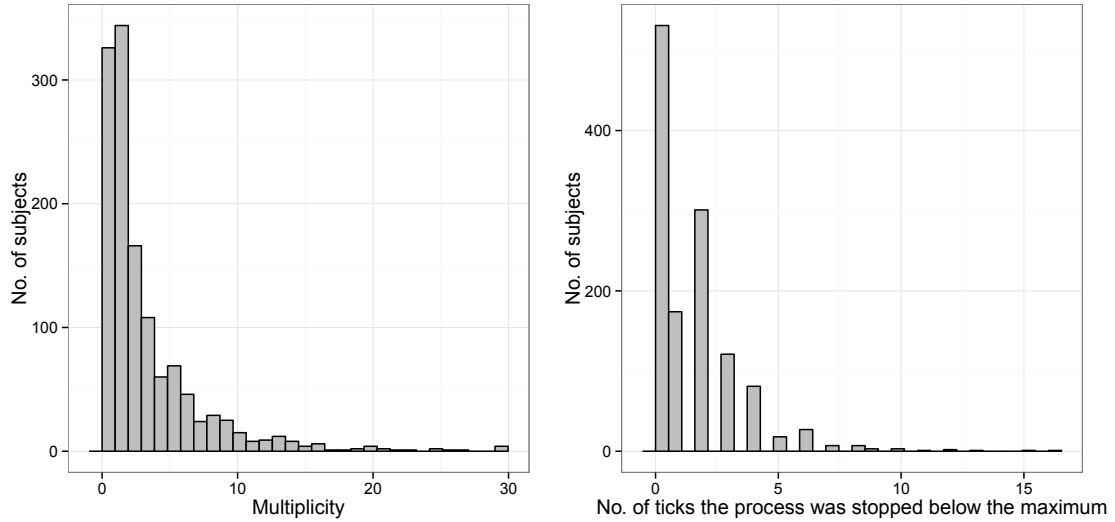 No. of subjects
300
200
100
0
0 10 20 30
Multiplicity
No. of subjects
400
200
0
0 5 10 15
No. of ticks the process was stopped below the maximum